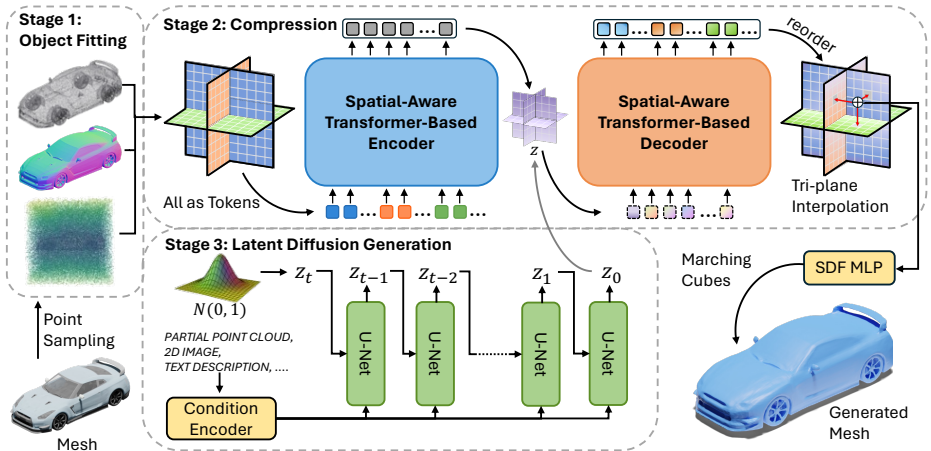 Stage 1:
Object Fitting
Point
Sampling
Mesh
Stage 2: Compression
All as Tokens
Spatial-Aware
Transformer-Based
Encoder
z
Spatial-Aware
Transformer-Based
Decoder
reorder
Tri-plane
Interpolation
Stage 3: Latent Diffusion Generation
N(0, 1)
z_t
z_{t-1}
z_{t-2}
z_1
z_0
U-Net
U-Net
U-Net
U-Net
PARTIAL POINT CLOUD,
2D IMAGE,
TEXT DESCRIPTION, ....
Condition
Encoder
Marching
Cubes
SDF MLP
Generated
Mesh